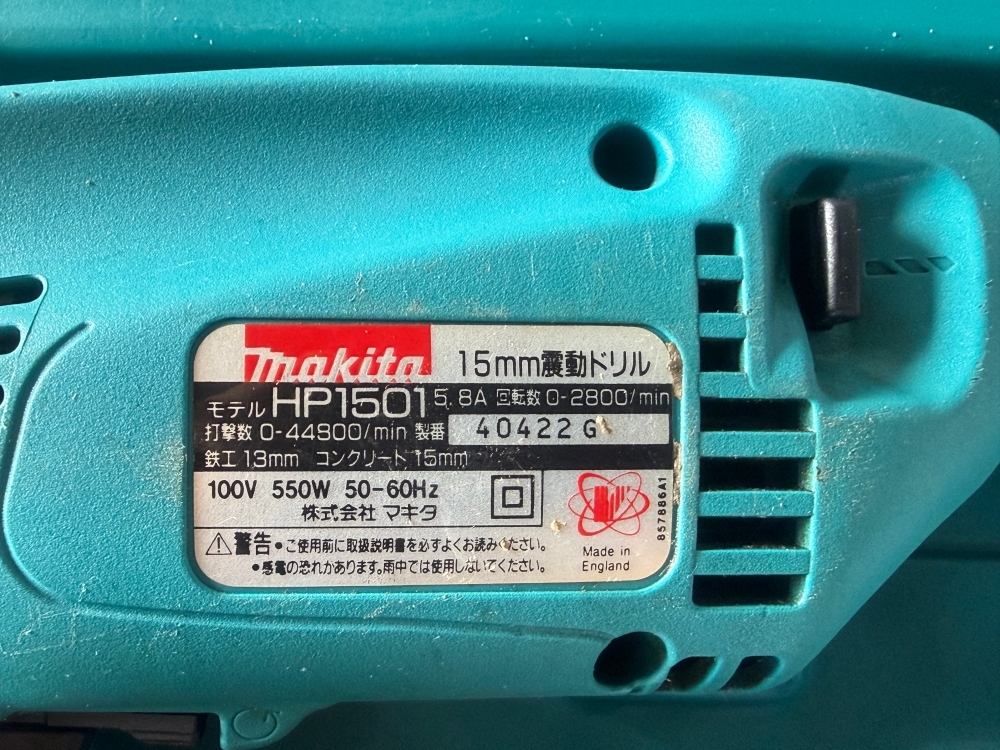 makita
15mm震動ドリル
モデル HP1501 5.8A 回転数 0-2800/min
打撃数 0-44800/min 製番 40422 G
鉄工 13mm コンクリート 15mm
100V 550W 50-60Hz
株式会社 マキタ
警告 ●ご使用前に取扱説明書を必ずよくお読みください。
●感電の恐れがあります。雨中では使用しないでください。
Made in
England
857886A1